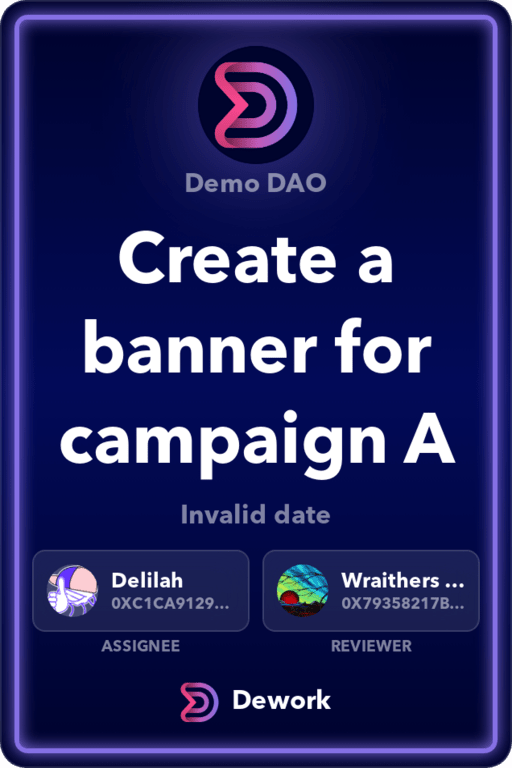 Demo DAO
Create a
banner for
campaign A
Invalid date
Delilah
0XC1CA9129...
Wraithers ...
0X79358217B...
ASSIGNEE
REVIEWER
Dework